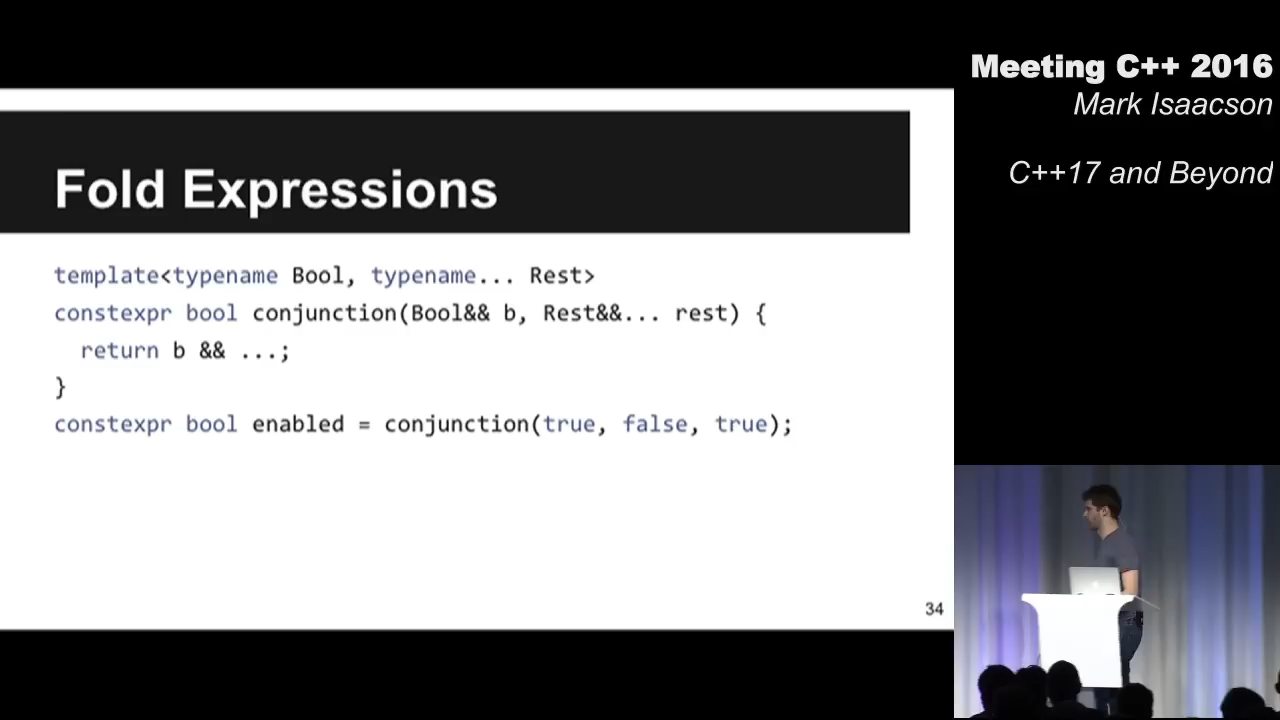 Meeting C++ 2016
Mark Isaacson
C++17 and Beyond
Fold Expressions
template<typename Bool, typename... Rest>
constexpr bool conjunction(Bool&& b, Rest&&... rest) {
  return b && ...;
}
constexpr bool enabled = conjunction(true, false, true);
34